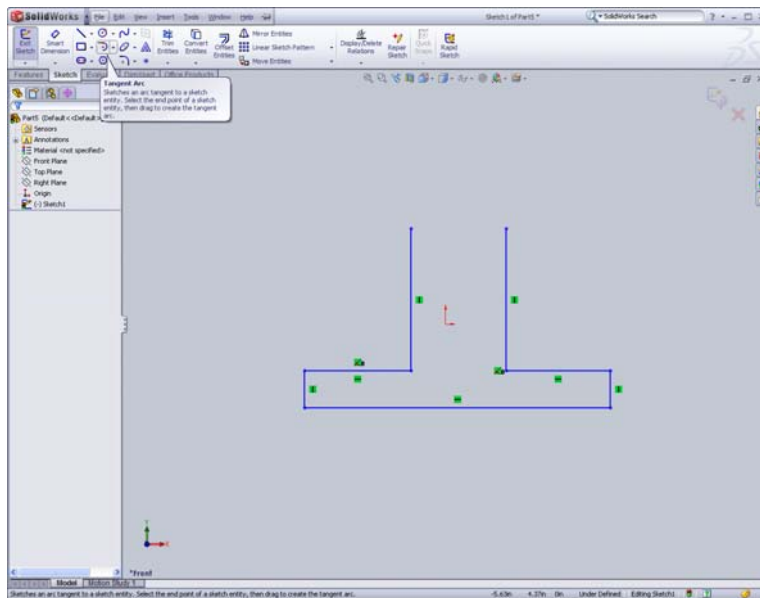 SolidWorks File Edit View Insert Tools Window Help Sketch1 of Part5 * SolidWorks Search
Exit Sketch
Smart Dimension
Trim Entities
Convert Entities
Offset Entities
Mirror Entities
Linear Sketch Pattern
Move Entities
Display/Delete Relations
Repair Sketch
Quick Snaps
Rapid Sketch
Features Sketch Office Products
Tangent Arc
Sketches an arc tangent to a sketch
entity. Select the end point of a sketch
entity, then drag to create the tangent
arc.
Part5 (Default<<Default>
Sensors
Annotations
Material <not specified>
Front Plane
Top Plane
Right Plane
Origin
(-) Sketch1
Y
X
*Front
Model Motion Study 1
Sketches an arc tangent to a sketch entity. Select the end point of a sketch entity, then drag to create the tangent arc. -5.63in 4.37in 0in Under Defined Editing Sketch1